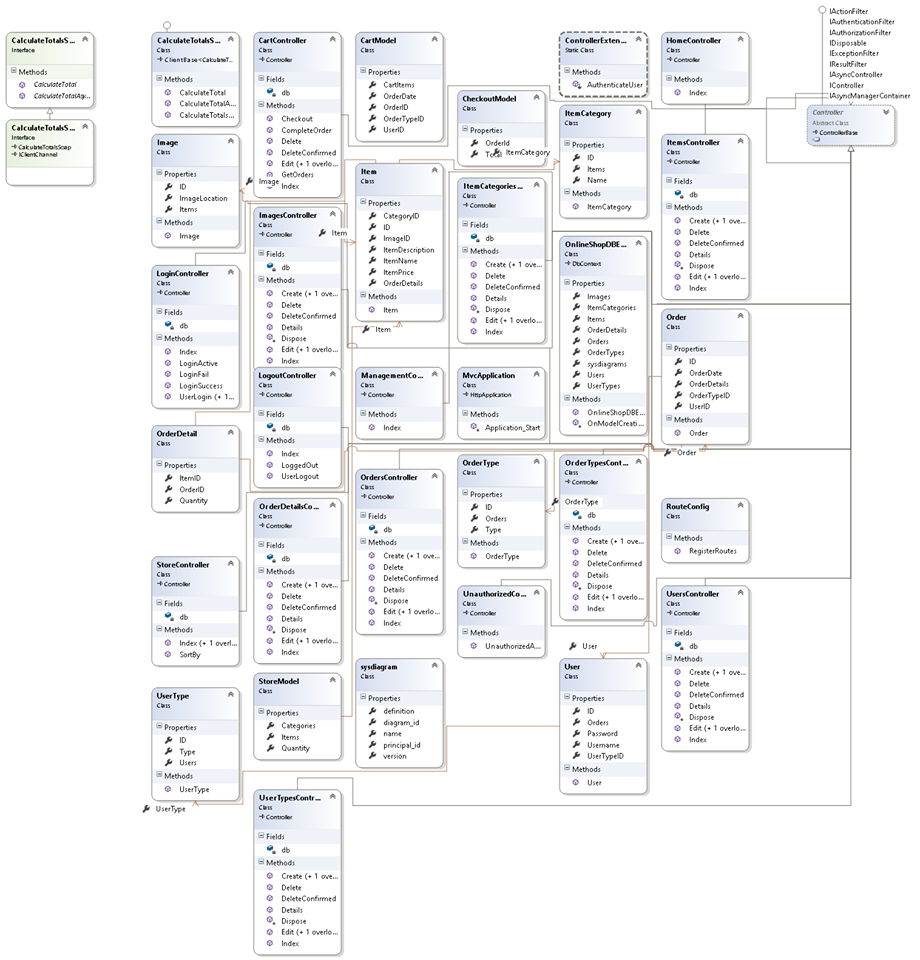 CalculateTotalsS...
Interface
Methods
CalculateTotal
CalculateTotalAsy...
CalculateTotalsS...
Interface
CalculateTotalsSoap
IClientChannel
CalculateTotalsS...
Class
ClientBase<CalculateT...
Methods
CalculateTotal
CalculateTotalA...
CalculateTotals...
CartController
Class
Controller
Fields
db
Methods
Checkout
CompleteOrder
Delete
DeleteConfirmed
Edit (+ 1 overl...
GetOrders
Index
CartModel
Class
Properties
CartItems
OrderDate
OrderID
OrderTypeID
UserID
CheckoutModel
Class
Properties
OrderId
ItemCategory
ControllerExten...
Static Class
Methods
AuthenticateUser
HomeController
Class
Controller
Methods
Index
IActionFilter
IAuthenticationFilter
IAuthorizationFilter
IDisposable
IExceptionFilter
IResultFilter
IAsyncController
IController
IAsyncManagerContainer
Controller
Abstract Class
ControllerBase
Image
Class
Properties
ID
ImageLocation
Items
Methods
Image
Image
Item
Class
Properties
CategoryID
ID
ImageID
ItemDescription
ItemName
ItemPrice
OrderDetails
Methods
Item
Item
Item
ItemCategory
Class
Properties
ID
Items
Name
Methods
ItemCategory
ItemsController
Class
Controller
Fields
db
Methods
Create (+ 1 ove...
Delete
DeleteConfirmed
Details
Dispose
Edit (+ 1 overlo...
Index
ItemCategories...
Class
Controller
Fields
db
Methods
Create (+ 1 ove...
Delete
DeleteConfirmed
Details
Dispose
Edit (+ 1 overlo...
Index
ImagesController
Class
Controller
Fields
db
Methods
Create (+ 1 ove...
Delete
DeleteConfirmed
Details
Dispose
Edit (+ 1 overlo...
Index
OnlineShopDBE...
Class
DbContext
Properties
Images
ItemCategories
Items
OrderDetails
Orders
OrderTypes
sysdiagrams
Users
UserTypes
Methods
OnlineShopDBE...
OnModelCreati...
LoginController
Class
Controller
Fields
db
Methods
Index
LoginActive
LoginFail
LoginSuccess
UserLogin (+ 1...
Order
Class
Properties
ID
OrderDate
OrderDetails
OrderTypeID
UserID
Methods
Order
Order
LogoutController
Class
Controller
Fields
db
Methods
Index
LoggedOut
UserLogout
ManagementCo...
Class
Controller
Methods
Index
MvcApplication
Class
HttpApplication
Methods
Application_Start
OrderDetail
Class
Properties
ItemID
OrderID
Quantity
OrdersController
Class
Controller
Fields
db
Methods
Create (+ 1 ove...
Delete
DeleteConfirmed
Details
Dispose
Edit (+ 1 overlo...
Index
OrderType
Class
Properties
ID
Orders
Type
Methods
OrderType
OrderTypesCont...
Class
Controller
OrderType
db
Methods
Create (+ 1 ove...
Delete
DeleteConfirmed
Details
Dispose
Edit (+ 1 overlo...
Index
RouteConfig
Class
Methods
RegisterRoutes
OrderDetailsCo...
Class
Controller
Fields
db
Methods
Create (+ 1 ove...
Delete
DeleteConfirmed
Details
Dispose
Edit (+ 1 overlo...
Index
StoreController
Class
Controller
Fields
db
Methods
Index (+ 1 overl...
SortBy
UnauthorizedCo...
Class
Controller
Methods
UnauthorizedA...
UsersController
Class
Controller
Fields
db
Methods
Create (+ 1 ove...
Delete
DeleteConfirmed
Details
Dispose
Edit (+ 1 overlo...
Index
User
User
Class
Properties
ID
Orders
Password
Username
UserTypeID
Methods
User
sysdiagram
Class
Properties
definition
diagram_id
name
principal_id
version
StoreModel
Class
Properties
Categories
Items
Quantity
UserType
Class
Properties
ID
Type
Users
Methods
UserType
UserType
UserTypesContr...
Class
Controller
Fields
db
Methods
Create (+ 1 ove...
Delete
DeleteConfirmed
Details
Dispose
Edit (+ 1 overlo...
Index